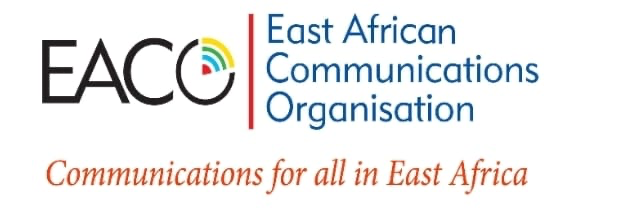 EACO
East African
Communications
Organisation
Communications for all in East Africa